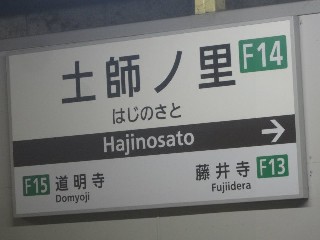 土師ノ里 F14
はじのさと
Hajinosato →
F15 道明寺 藤井寺 F13
Domyoji Fujiidera